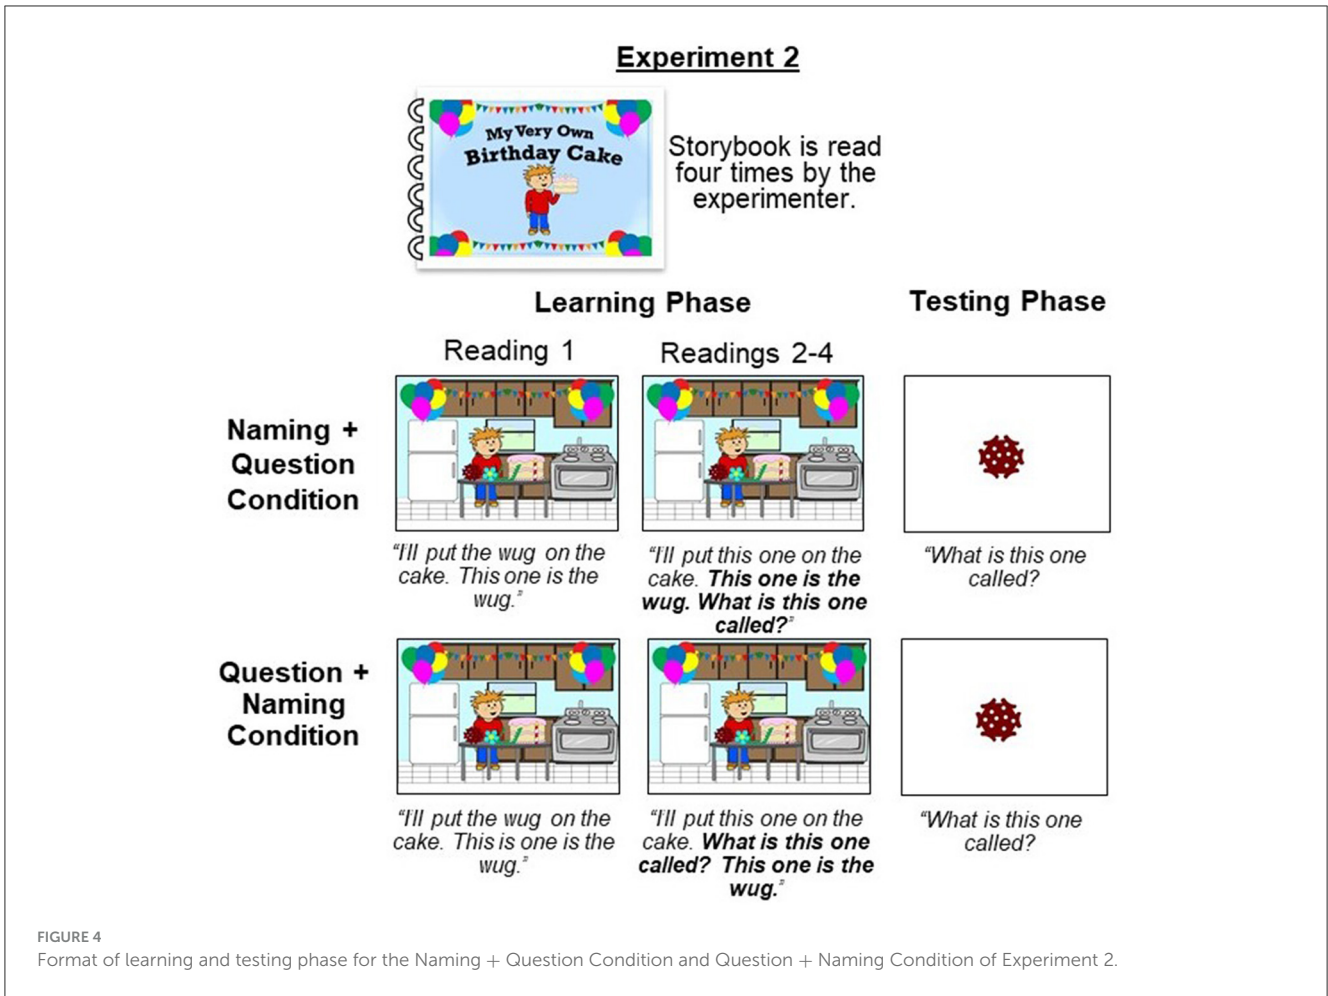 Experiment 2
My Very Own
Birthday Cake
Storybook is read
four times by the
experimenter.
Learning Phase
Testing Phase
Reading 1
Readings 2-4
Naming +
Question
Condition
“I'll put the wug on the
cake. This one is the
wug.”
“I'll put this one on the
cake. This one is the
wug. What is this one
called?”
“What is this one
called?
Question +
Naming
Condition
“I'll put the wug on the
cake. This is one is the
wug.”
“I'll put this one on the
cake. What is this one
called? This one is the
wug.”
“What is this one
called?
FIGURE 4
Format of learning and testing phase for the Naming + Question Condition and Question + Naming Condition of Experiment 2.